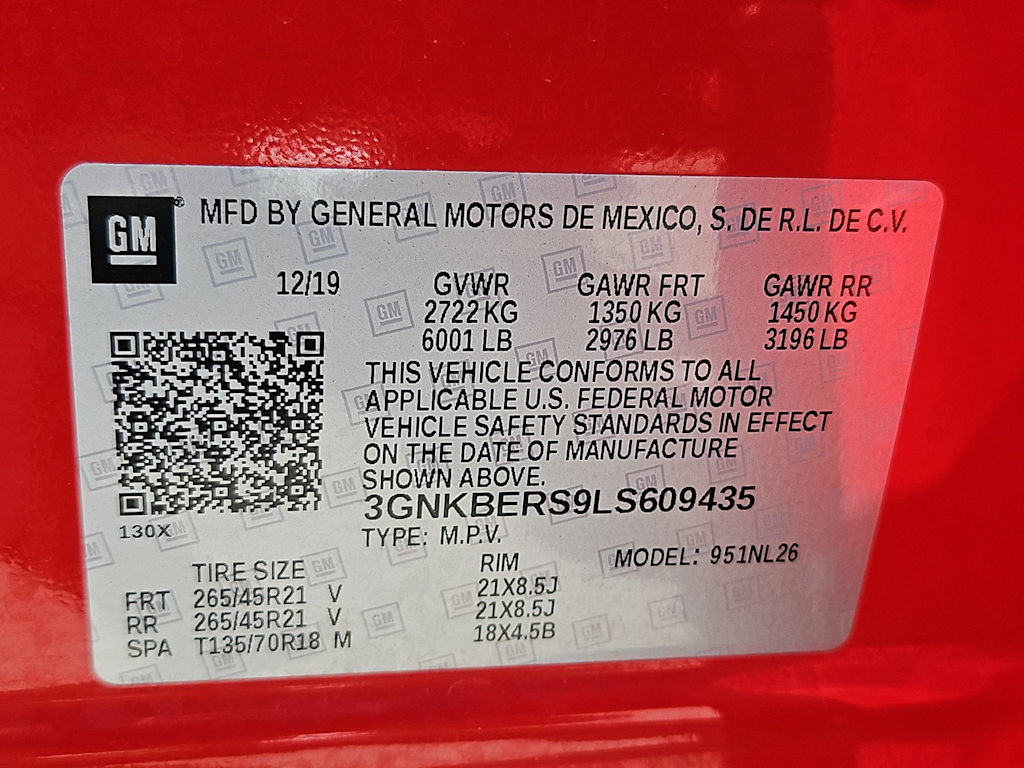 GM ® MFD BY GENERAL MOTORS DE MEXICO, S. DE R.L. DE C.V.
12/19 GVWR GAWR FRT GAWR RR
2722 KG 1350 KG 1450 KG
6001 LB 2976 LB 3196 LB
THIS VEHICLE CONFORMS TO ALL
APPLICABLE U.S. FEDERAL MOTOR
VEHICLE SAFETY STANDARDS IN EFFECT
ON THE DATE OF MANUFACTURE
SHOWN ABOVE.
3GNKBERS9LS609435
130X
TYPE: M.P.V. MODEL: 951NL26
TIRE SIZE RIM
FRT 265/45R21 V 21X8.5J
RR 265/45R21 V 21X8.5J
SPA T135/70R18 M 18X4.5B